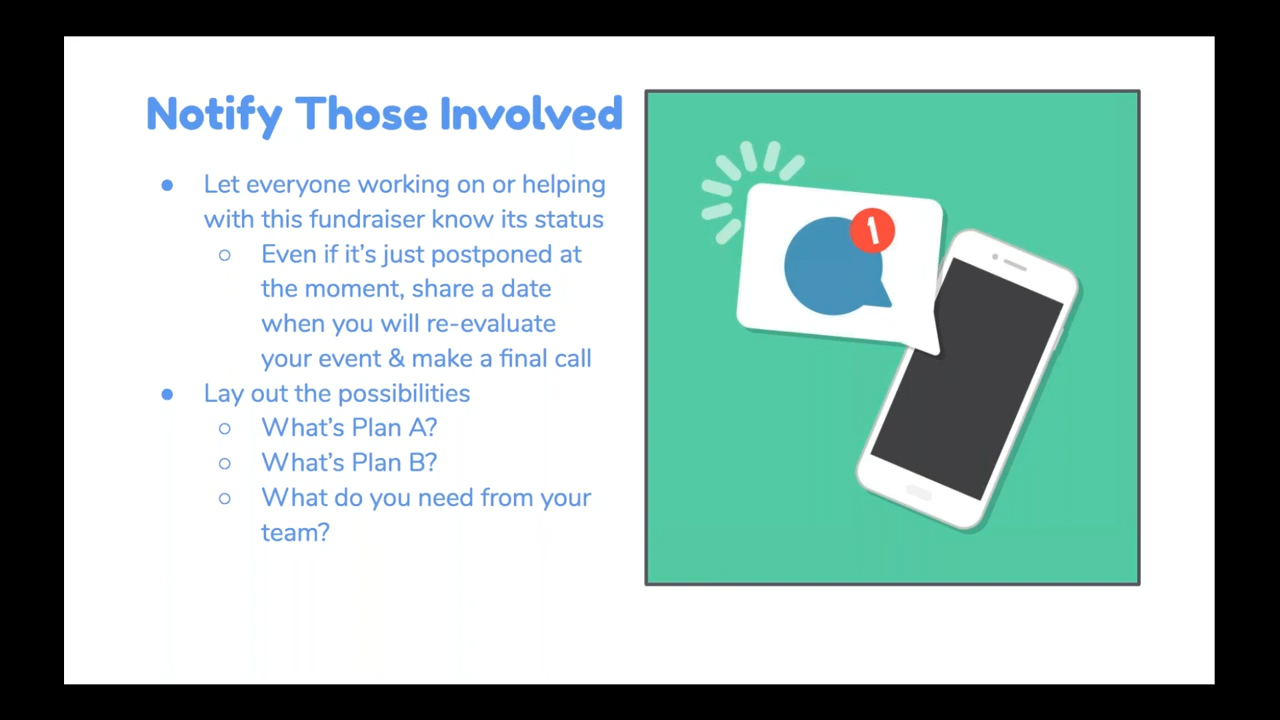 Notify Those Involved
● Let everyone working on or helping
with this fundraiser know its status
○ Even if it's just postponed at
the moment, share a date
when you will re-evaluate
your event & make a final call
● Lay out the possibilities
○ What's Plan A?
○ What's Plan B?
○ What do you need from your
team?
1